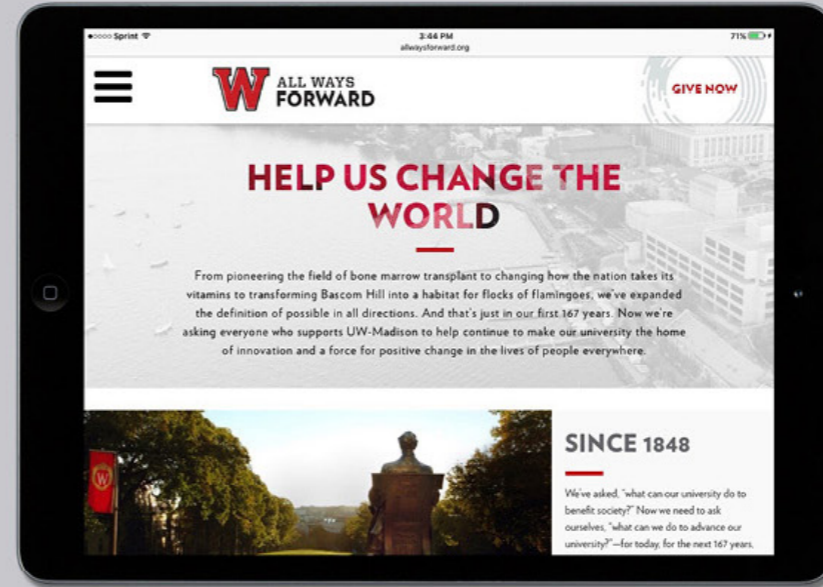 Sprint 3:44 PM 71%
allwaysforward.org
W ALL WAYS
FORWARD
GIVE NOW
HELP US CHANGE THE
WORLD
From pioneering the field of bone marrow transplant to changing how the nation takes its
vitamins to transforming Bascom Hill into a habitat for flocks of flamingoes, we've expanded
the definition of possible in all directions. And that's just in our first 167 years. Now we're
asking everyone who supports UW-Madison to help continue to make our university the home
of innovation and a force for positive change in the lives of people everywhere.
W
SINCE 1848
We've asked, "what can our university do to
benefit society?" Now we need to ask
ourselves, "what can we do to advance our
university?"—for today, for the next 167 years,